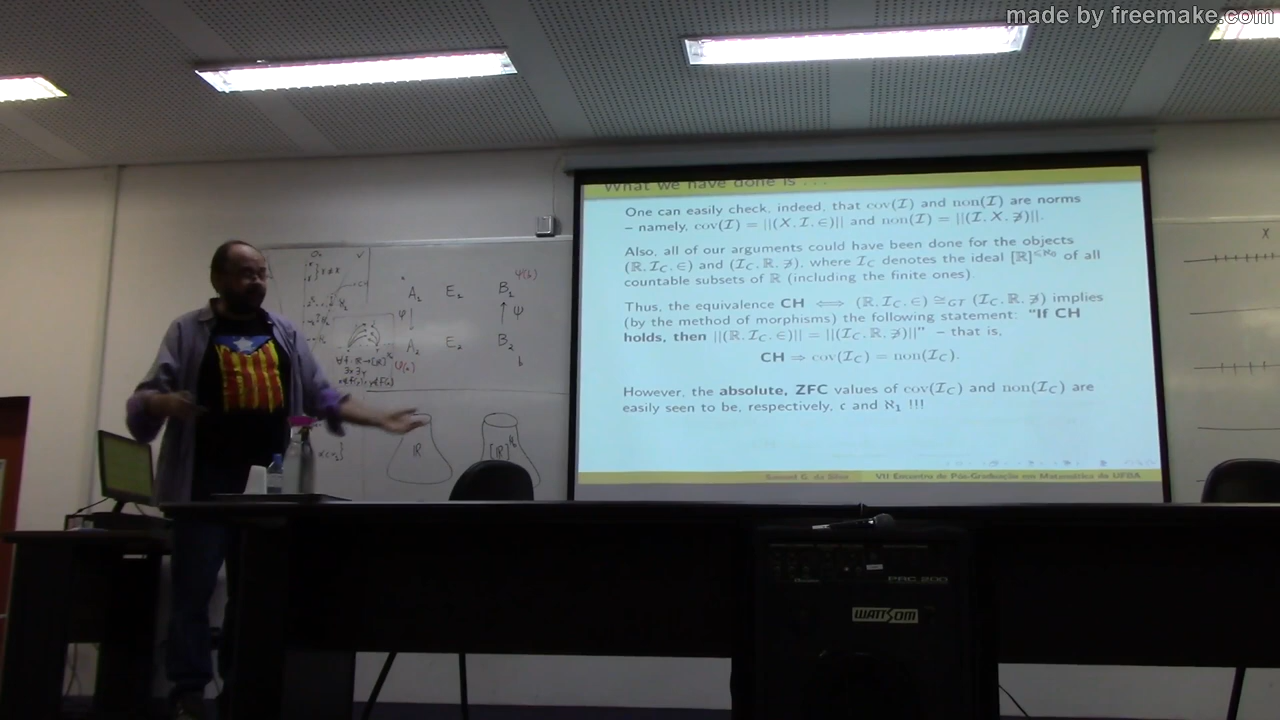 made by freemake.com
What we have done is ...
One can easily check, indeed, that cov(𝓘) and non(𝓘) are norms
– namely, cov(𝓘) = ||(X, 𝓘, ∈)|| and non(𝓘) = ||(𝓘, X, ∌)||.
Also, all of our arguments could have been done for the objects
(ℝ, 𝓘_C, ∈) and (𝓘_C, ℝ, ∌), where 𝓘_C denotes the ideal [ℝ]^{≤ℵ₀} of all
countable subsets of ℝ (including the finite ones).
Thus, the equivalence CH ⟺ (ℝ, 𝓘_C, ∈) ≅_{GT} (𝓘_C, ℝ, ∌) implies
(by the method of morphisms) the following statement: "If CH
holds, then ||(ℝ, 𝓘_C, ∈)|| = ||(𝓘_C, ℝ, ∌)||" – that is,
CH ⇒ cov(𝓘_C) = non(𝓘_C).
However, the absolute, ZFC values of cov(𝓘_C) and non(𝓘_C) are
easily seen to be, respectively, 𝔠 and ℵ₁ !!!
Samuel G. da Silva
VII Encontro de Pós-Graduação em Matemática da UFBA
ψ(b)
A₁ E₁ B₁
φ ↑ ψ
A₂ E₂ B₂
b
∀f: ℝ → [ℝ]
∃x ∃y
ℝ
[ℝ]
X
PRC 200
WATTSOM